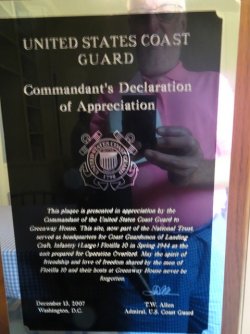 UNITED STATES COAST
GUARD
Commandant's Declaration
of Appreciation
This plaque is presented in appreciation by the
Commandant of the United States Coast Guard to
Greenway House. This site, now part of the National Trust,
served as headquarters for Coast Guardsmen of Landing
Craft, Infantry (Large) Flotilla 10 in Spring 1944 as the
unit prepared for Operation Overlord. May the spirit of
friendship and love of freedom shared by the men of
Flotilla 10 and their hosts at Greenway House never be
forgotten.
December 13, 2007
Washington, D.C.
T.W. Allen
Admiral, U.S. Coast Guard